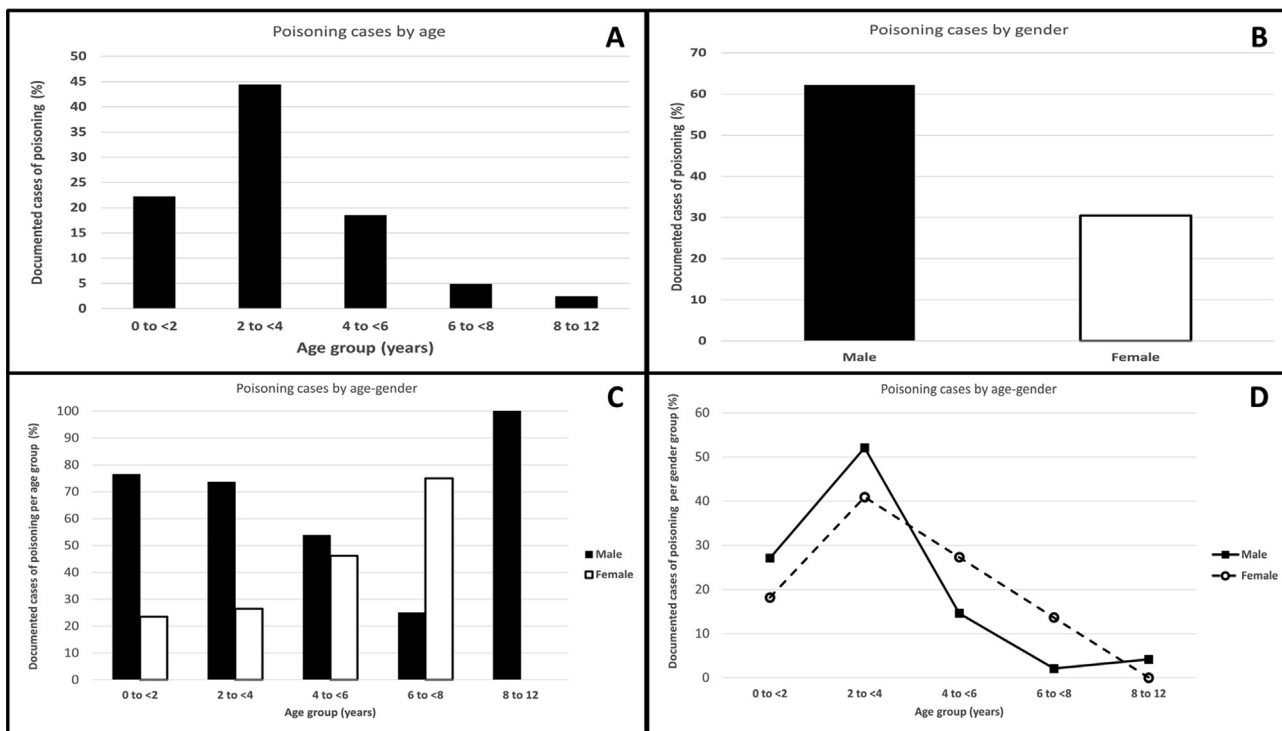 Poisoning cases by age
A
Documented cases of poisoning (%)
50
45
40
35
30
25
20
15
10
5
0
0 to <2 2 to <4 4 to <6 6 to <8 8 to 12
Age group (years)
Poisoning cases by gender
B
Documented cases of poisoning (%)
70
60
50
40
30
20
10
0
Male Female
Poisoning cases by age-gender
C
Documented cases of poisoning per age group (%)
100
90
80
70
60
50
40
30
20
10
0
0 to <2 2 to <4 4 to <6 6 to <8 8 to 12
Age group (years)
Male
Female
Poisoning cases by age-gender
D
Documented cases of poisoning per gender group (%)
60
50
40
30
20
10
0
0 to <2 2 to <4 4 to <6 6 to <8 8 to 12
Age group (years)
Male
Female